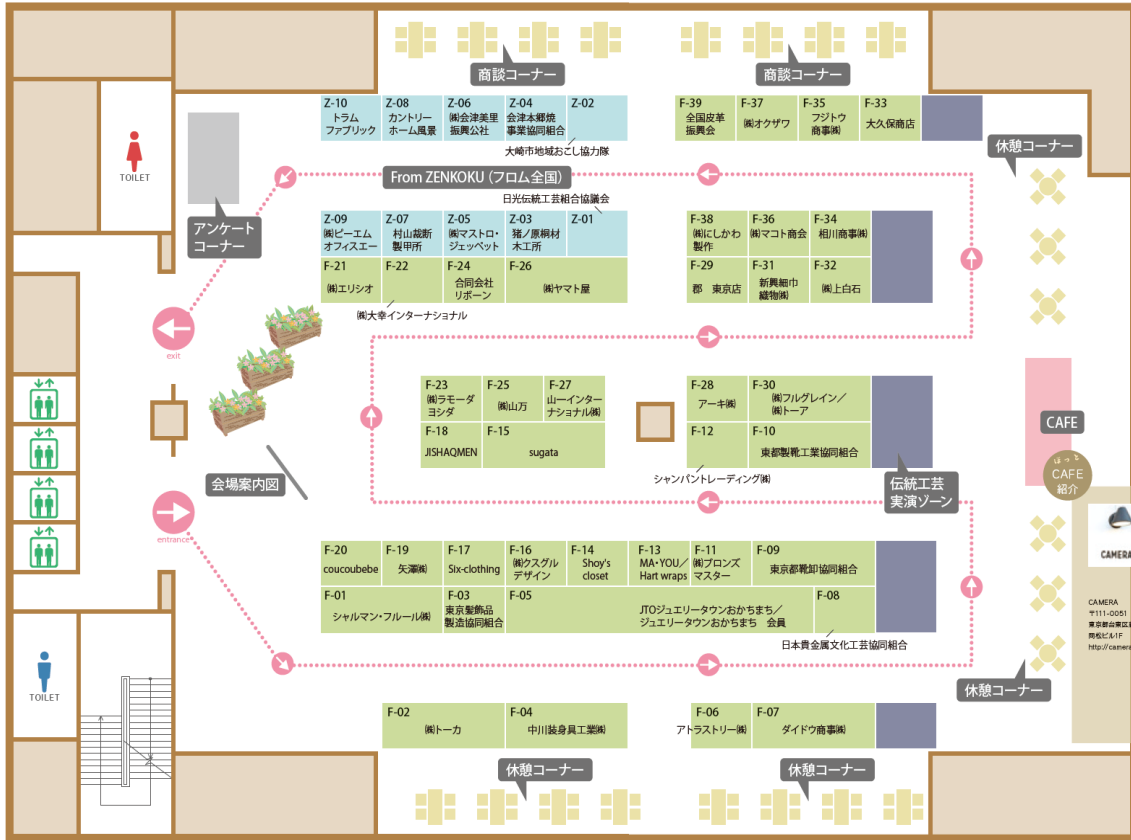 商談コーナー
商談コーナー
Z-10
トラム
ファブリック
Z-08
カントリー
ホーム風景
Z-06
㈱会津美里
振興公社
Z-04
会津本郷焼
事業協同組合
Z-02
大崎市地域おこし協力隊
F-39
全国皮革
振興会
F-37
㈱オクザワ
F-35
フジトウ
商事㈱
F-33
大久保商店
休憩コーナー
TOILET
アンケート
コーナー
From ZENKOKU (フロム全国)
日光伝統工芸組合協議会
Z-09
㈱ビーエム
オフィスエー
Z-07
村山裁断
製甲所
Z-05
㈱マストロ・
ジェッペット
Z-03
猪ノ原桐材
木工所
Z-01
F-38
㈱にしかわ
製作
F-36
㈱マコト商会
F-34
相川商事㈱
F-21
㈱エリシオ
F-22
㈱大幸インターナショナル
F-24
合同会社
リボーン
F-26
㈱ヤマト屋
F-29
郡　東京店
F-31
新興細巾
織物㈱
F-32
㈱上白石
exit
F-23
㈱ラモーダ
ヨシダ
F-25
㈱山万
F-27
山一インター
ナショナル㈱
F-28
アーキ㈱
F-30
㈱フルグレイン／
㈱トーア
F-18
JISHAQMEN
F-15
sugata
F-12
シャンパントレーディング㈱
F-10
東都製靴工業協同組合
CAFE
ほっと
CAFE
紹介
会場案内図
伝統工芸
実演ゾーン
entrance
F-20
coucoubebe
F-19
矢澤㈱
F-17
Six-clothing
F-16
㈱クスグル
デザイン
F-14
Shoy's
closet
F-13
MA・YOU／
Hart wraps
F-11
㈱ブロンズ
マスター
F-09
東京都靴卸協同組合
F-01
シャルマン・フルール㈱
F-03
東京髪飾品
製造協同組合
F-05
JTOジュエリータウンおかちまち／
ジュエリータウンおかちまち　会員
F-08
日本貴金属文化工芸協同組合
CAMERA
CAMERA
〒111-0051
東京都台東区
岡松ビル1F
http://camera
TOILET
休憩コーナー
F-02
㈱トーカ
F-04
中川装身具工業㈱
F-06
アトラストリー㈱
F-07
ダイドウ商事㈱
休憩コーナー
休憩コーナー